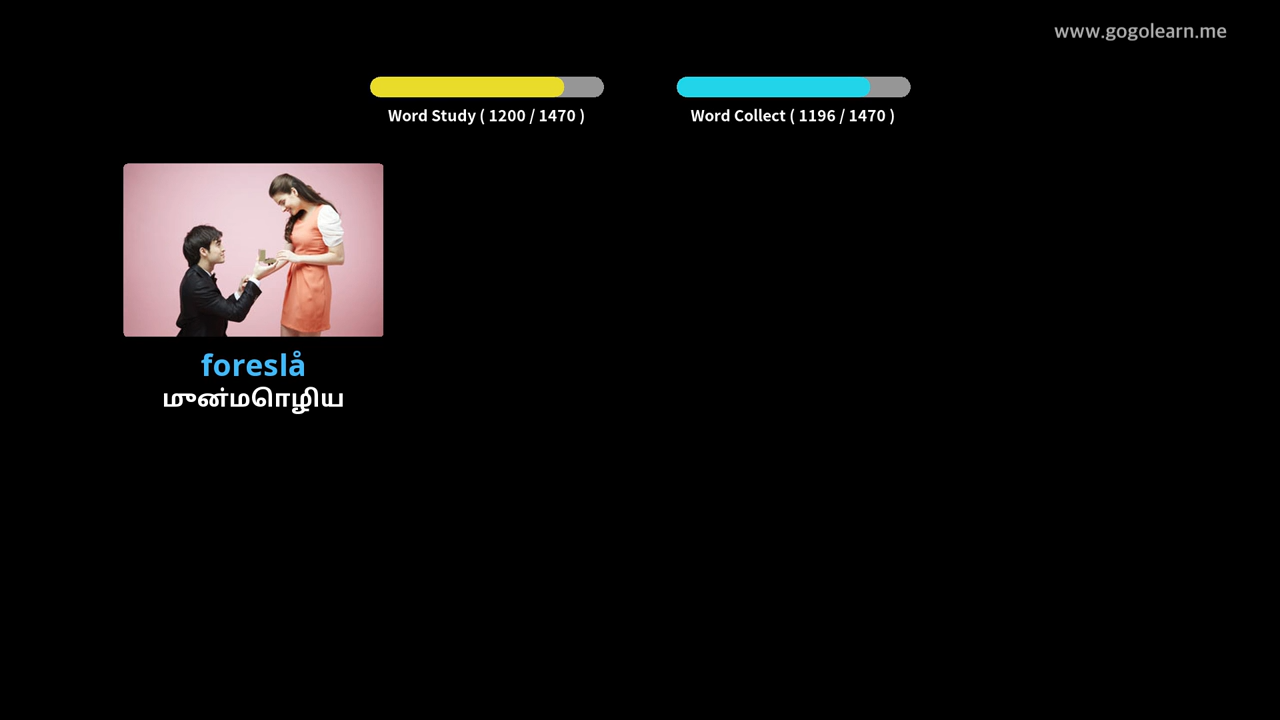 www.gogolearn.me
Word Study ( 1200 / 1470 )
Word Collect ( 1196 / 1470 )
foreslå
முன்மொழிய